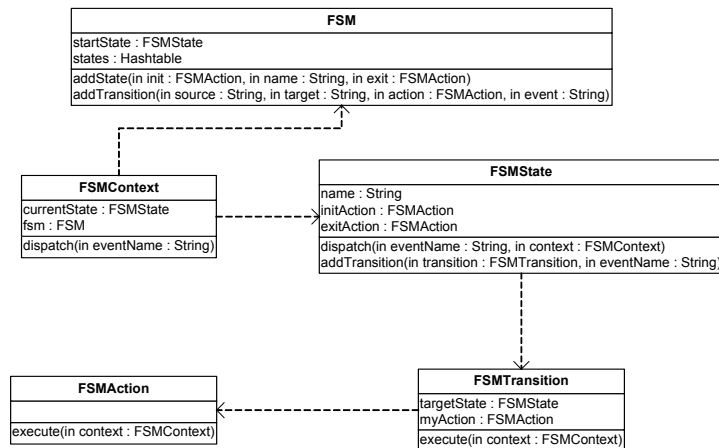 FSM
startState : FSMState
states : Hashtable
addState(in init : FSMAction, in name : String, in exit : FSMAction)
addTransition(in source : String, in target : String, in action : FSMAction, in event : String)
FSMContext
currentState : FSMState
fsm : FSM
dispatch(in eventName : String)
FSMState
name : String
initAction : FSMAction
exitAction : FSMAction
dispatch(in eventName : String, in context : FSMContext)
addTransition(in transition : FSMTransition, in eventName : String)
FSMAction
execute(in context : FSMContext)
FSMTransition
targetState : FSMState
myAction : FSMAction
execute(in context : FSMContext)